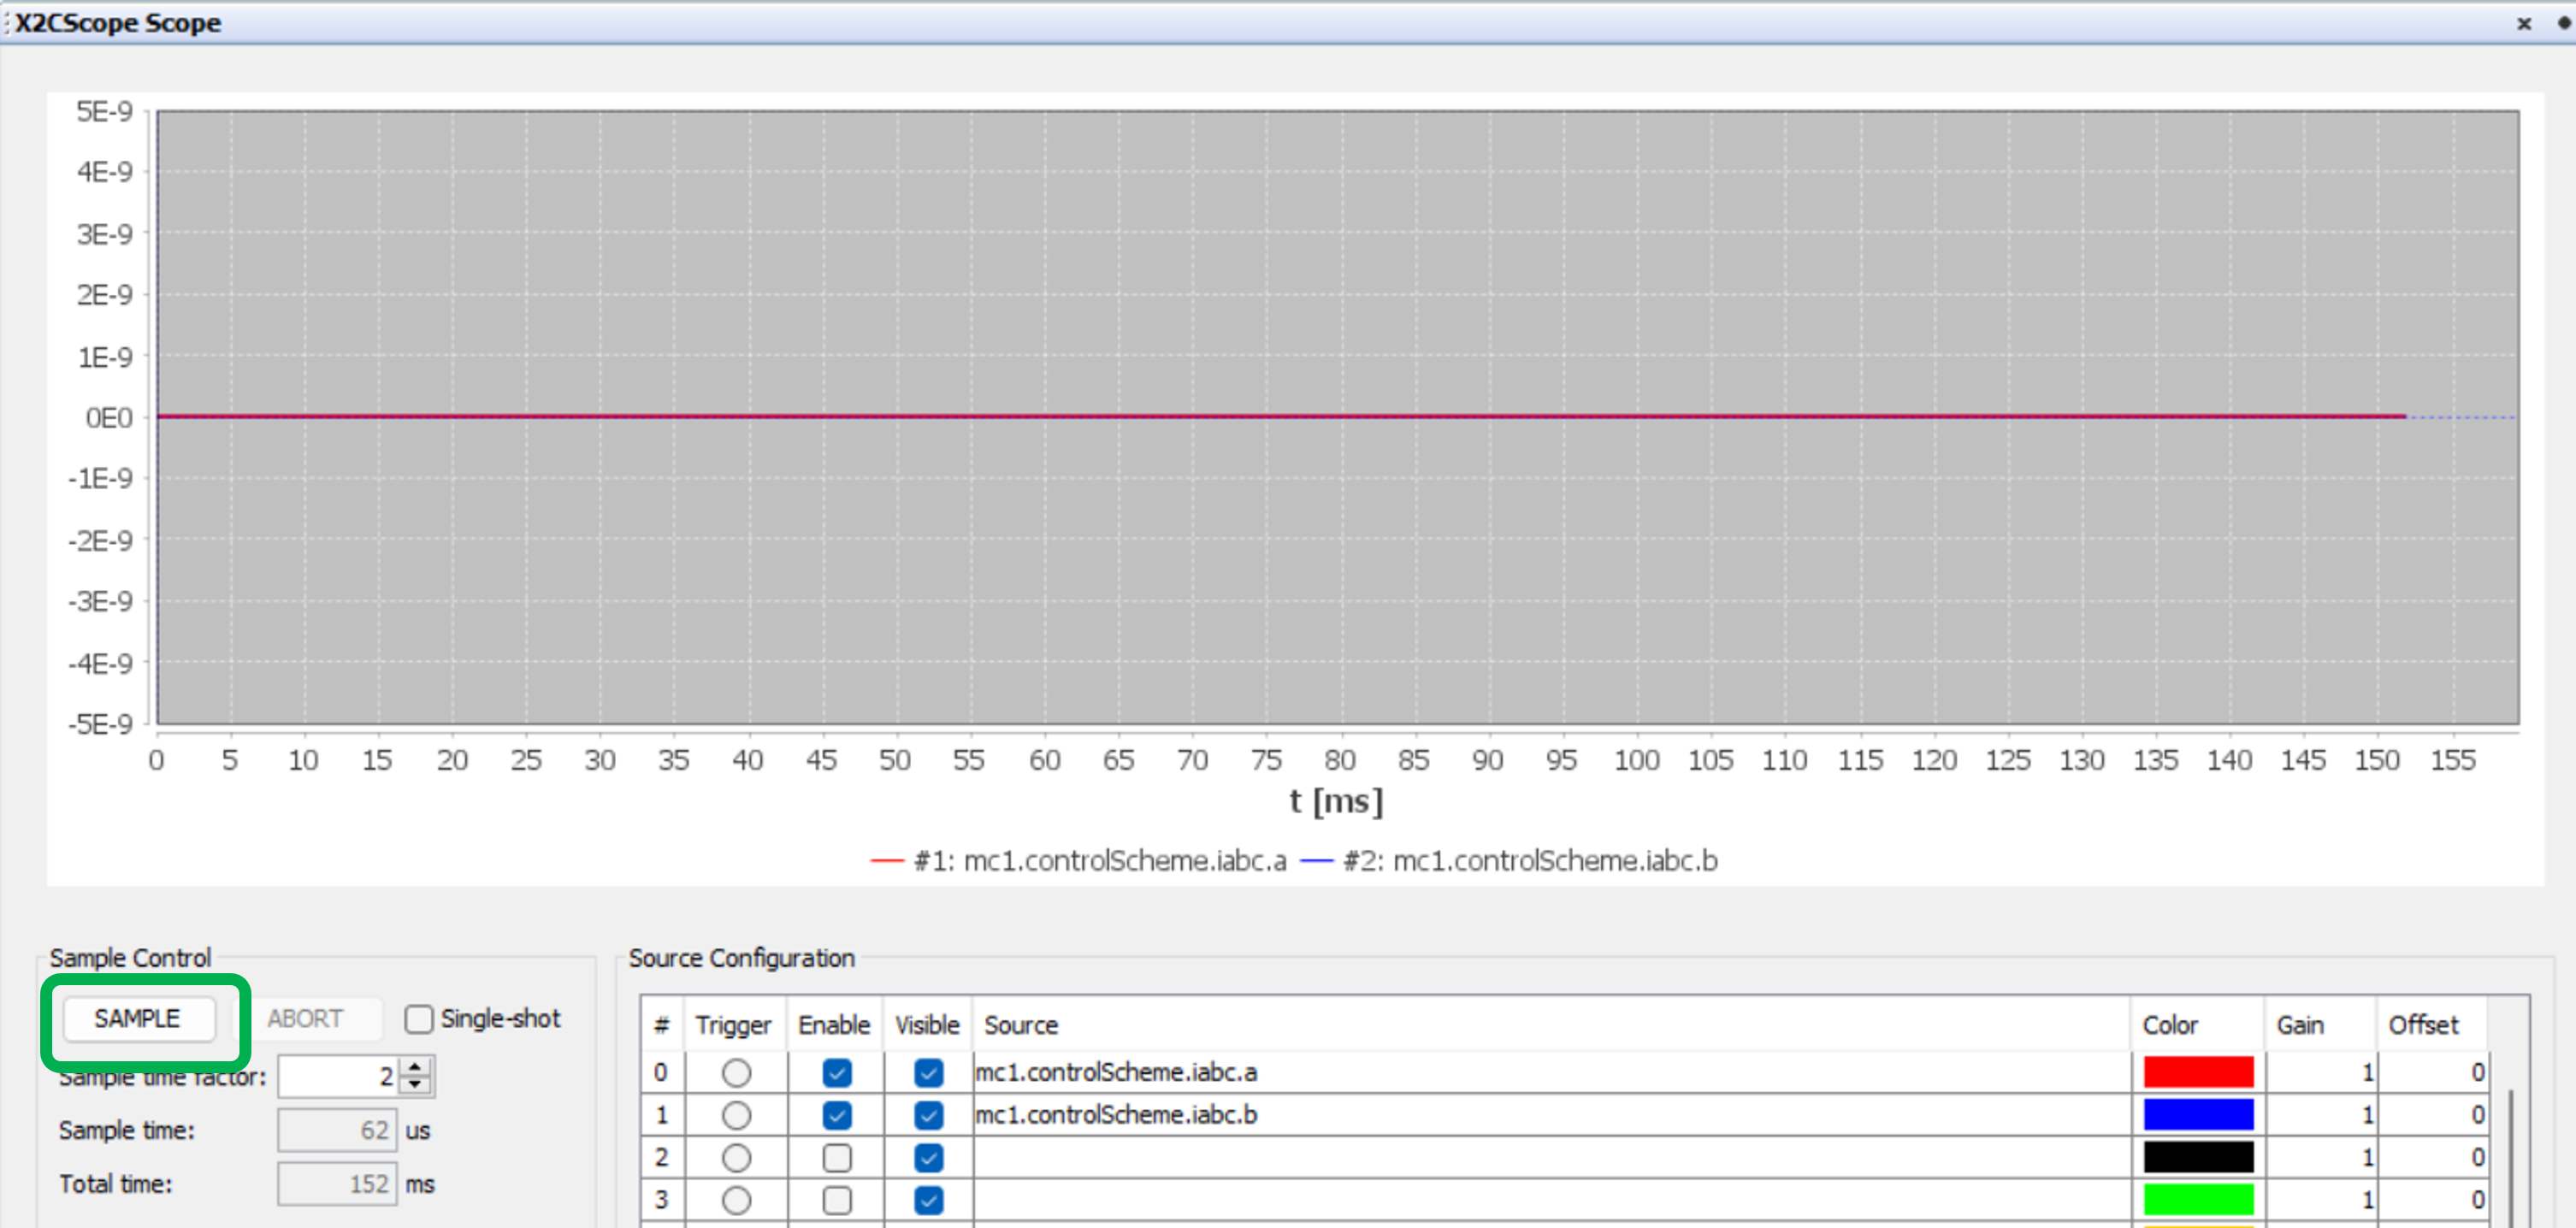 X2CScope Scope
5E-9
4E-9
3E-9
2E-9
1E-9
0E0
-1E-9
-2E-9
-3E-9
-4E-9
-5E-9
0 5 10 15 20 25 30 35 40 45 50 55 60 65 70 75 80 85 90 95 100 105 110 115 120 125 130 135 140 145 150 155
t [ms]
#1: mc1.controlScheme.iabc.a #2: mc1.controlScheme.iabc.b
Sample Control
SAMPLE ABORT Single-shot
Sample time factor: 2
Sample time: 62 us
Total time: 152 ms
Source Configuration
# Trigger Enable Visible Source Color Gain Offset
0 mc1.controlScheme.iabc.a 1 0
1 mc1.controlScheme.iabc.b 1 0
2 1 0
3 1 0